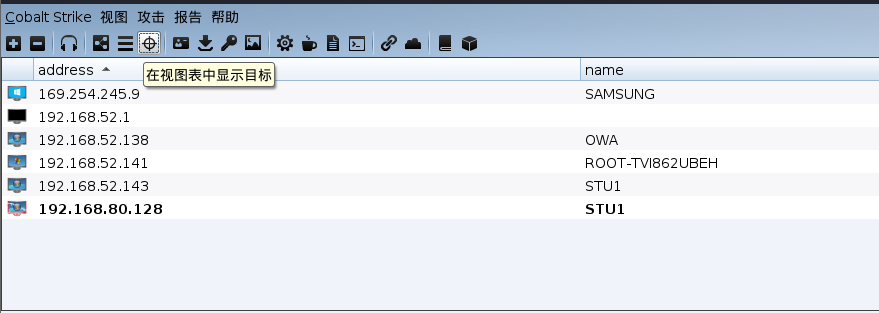 Cobalt Strike 视图 攻击 报告 帮助
address name
在视图表中显示目标
169.254.245.9 SAMSUNG
192.168.52.1
192.168.52.138 OWA
192.168.52.141 ROOT-TVI862UBEH
192.168.52.143 STU1
192.168.80.128 STU1